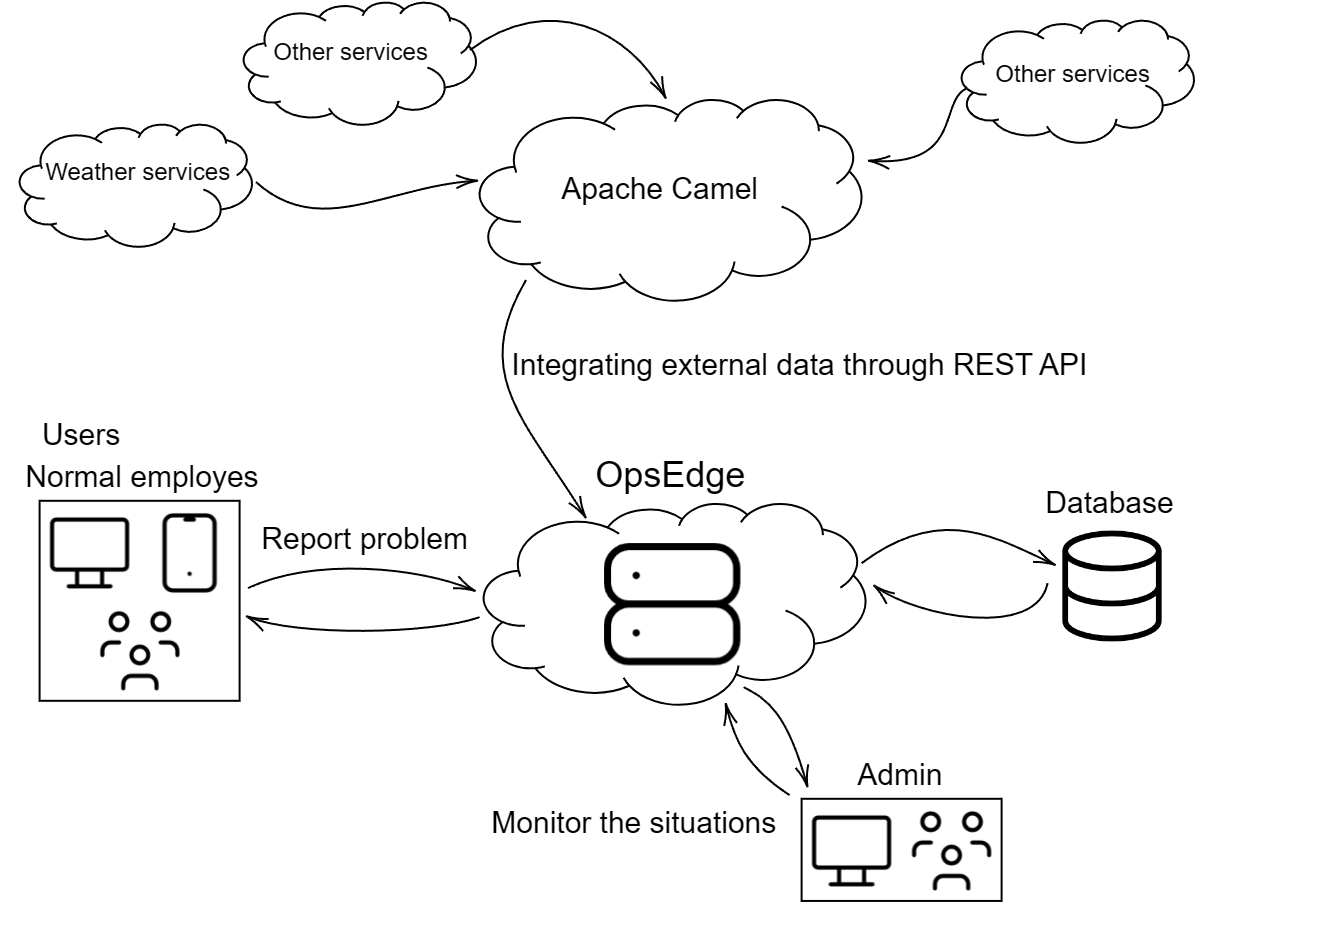 Other services
Other services
Weather services
Apache Camel
Integrating external data through REST API
Users
Normal employes
OpsEdge
Database
Report problem
Admin
Monitor the situations